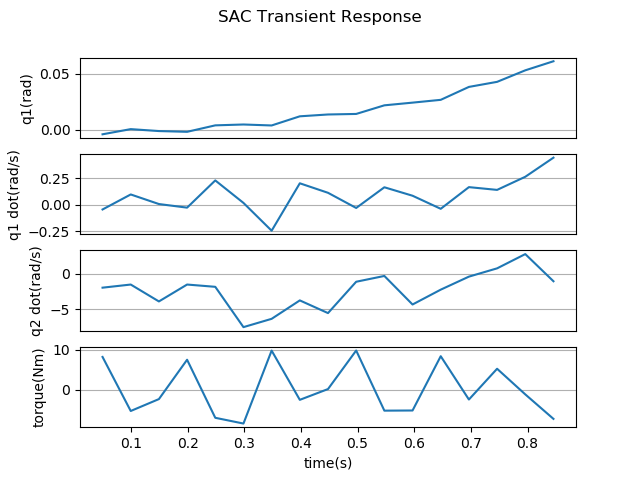 SAC Transient Response
q1(rad)
0.05
0.00
q1 dot(rad/s)
0.25
0.00
−0.25
q2 dot(rad/s)
0
−5
torque(Nm)
10
0
0.1 0.2 0.3 0.4 0.5 0.6 0.7 0.8
time(s)